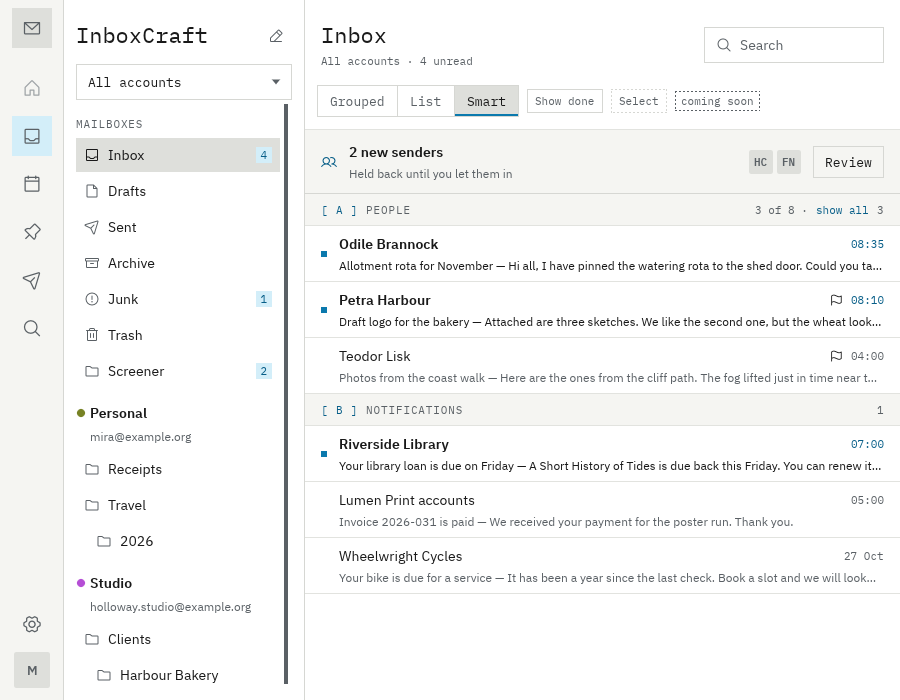 InboxCraft
All accounts
MAILBOXES
Inbox 4
Drafts
Sent
Archive
Junk 1
Trash
Screener 2
Personal
mira@example.org
Receipts
Travel
2026
Studio
holloway.studio@example.org
Clients
Harbour Bakery
M
Inbox
All accounts · 4 unread
Search
Grouped List Smart Show done Select coming soon
2 new senders
Held back until you let them in
HC FN Review
[ A ] PEOPLE 3 of 8 · show all 3
Odile Brannock 08:35
Allotment rota for November — Hi all, I have pinned the watering rota to the shed door. Could you ta…
Petra Harbour 08:10
Draft logo for the bakery — Attached are three sketches. We like the second one, but the wheat look…
Teodor Lisk 04:00
Photos from the coast walk — Here are the ones from the cliff path. The fog lifted just in time near t…
[ B ] NOTIFICATIONS 1
Riverside Library 07:00
Your library loan is due on Friday — A Short History of Tides is due back this Friday. You can renew it…
Lumen Print accounts 05:00
Invoice 2026-031 is paid — We received your payment for the poster run. Thank you.
Wheelwright Cycles 27 Oct
Your bike is due for a service — It has been a year since the last check. Book a slot and we will look…